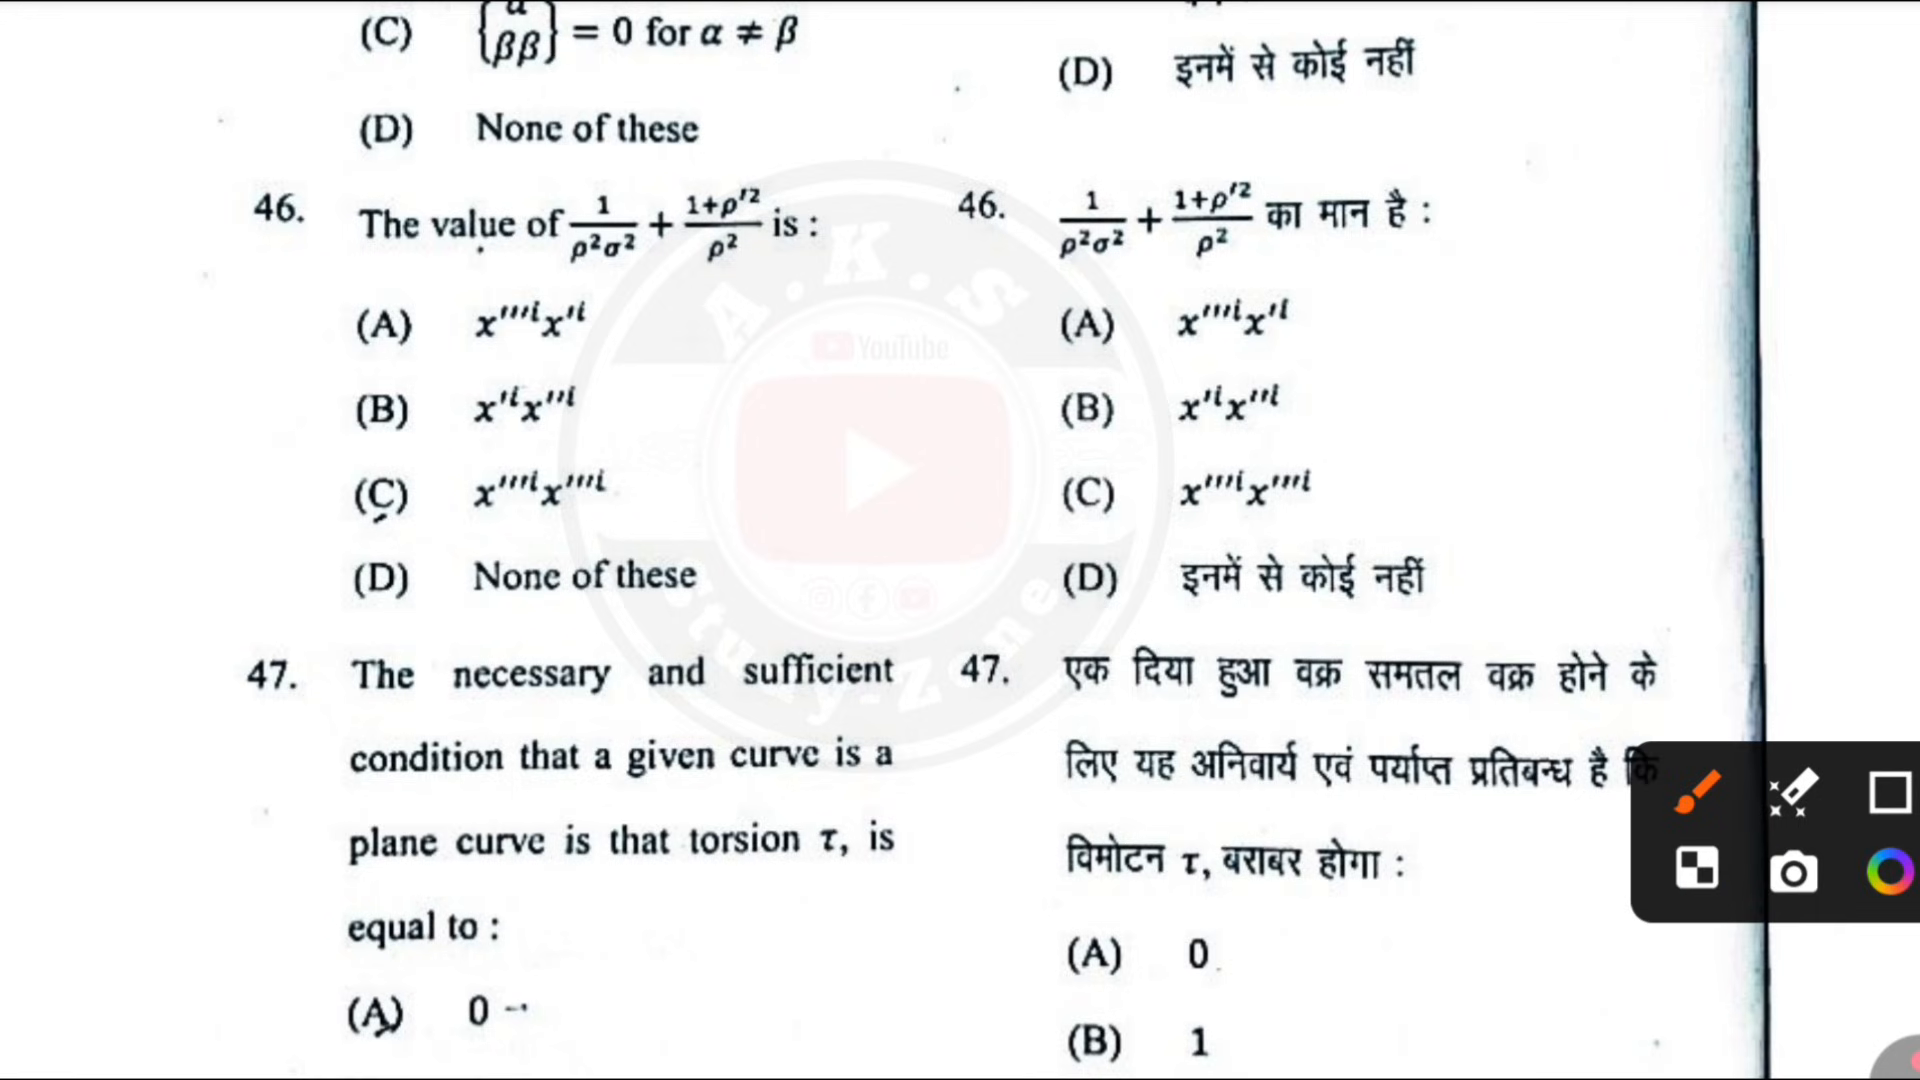 (C) {α ββ} = 0 for α ≠ β
(D) None of these
46. The value of 1/ρ²σ² + 1+ρ′²/ρ² is :
(A) x′′′ⁱx′ⁱ
(B) x′ⁱx′′ⁱ
(C) x′′′ⁱx′′′ⁱ
(D) None of these
47. The necessary and sufficient
condition that a given curve is a
plane curve is that torsion τ, is
equal to :
(A) 0
(D) इनमें से कोई नहीं
46. 1/ρ²σ² + 1+ρ′²/ρ² का मान है :
(A) x′′′ⁱx′ⁱ
(B) x′ⁱx′′ⁱ
(C) x′′′ⁱx′′′ⁱ
(D) इनमें से कोई नहीं
47. एक दिया हुआ वक्र समतल वक्र होने के
लिए यह अनिवार्य एवं पर्याप्त प्रतिबन्ध है कि
विमोटन τ, बराबर होगा :
(A) 0
(B) 1
A.K.S
YouTube
Study-Zone